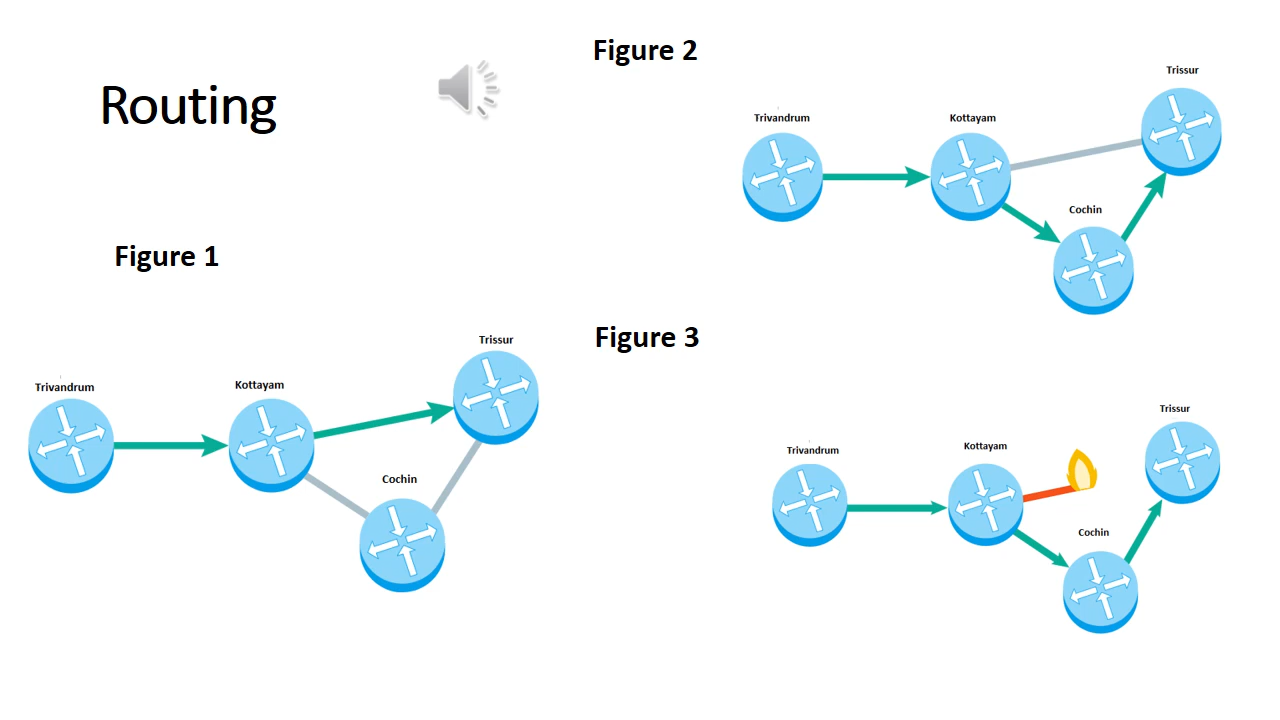 Routing
Figure 1
Trivandrum
Kottayam
Trissur
Cochin
Figure 2
Trivandrum
Kottayam
Trissur
Cochin
Figure 3
Trivandrum
Kottayam
Trissur
Cochin